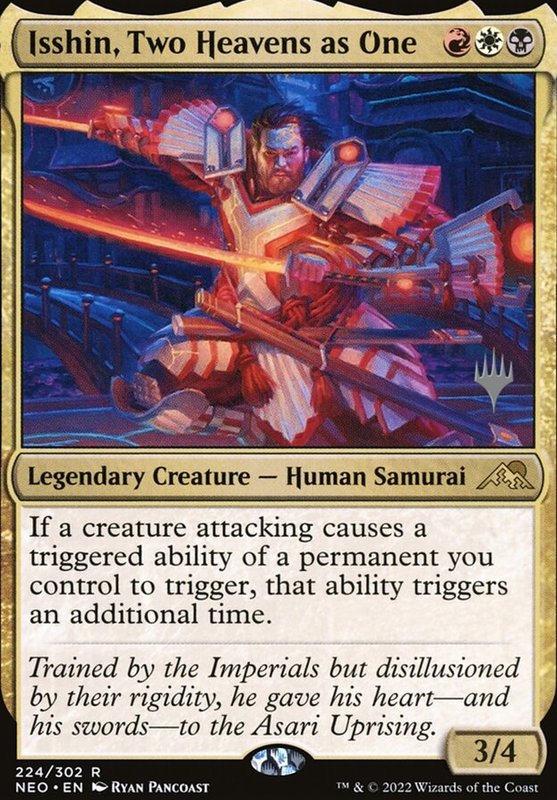 Isshin, Two Heavens as One
Legendary Creature — Human Samurai
If a creature attacking causes a
triggered ability of a permanent you
control to trigger, that ability triggers
an additional time.
Trained by the Imperials but disillusioned
by their rigidity, he gave his heart—and
his swords—to the Asari Uprising.
3/4
224/302 R
NEO • EN Ryan Pancoast
™ & © 2022 Wizards of the Coast